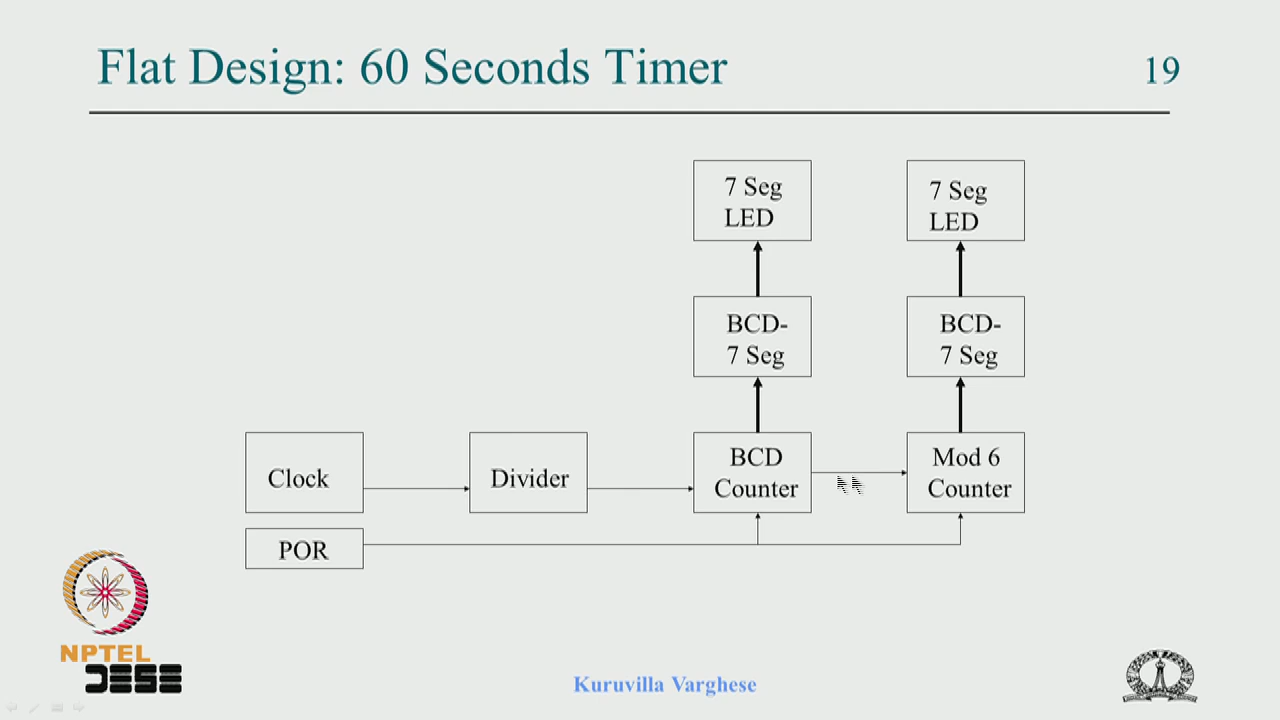 Flat Design: 60 Seconds Timer
19
7 Seg
LED
7 Seg
LED
BCD-
7 Seg
BCD-
7 Seg
Clock
Divider
BCD
Counter
Mod 6
Counter
POR
NPTEL
DESE
Kuruvilla Varghese